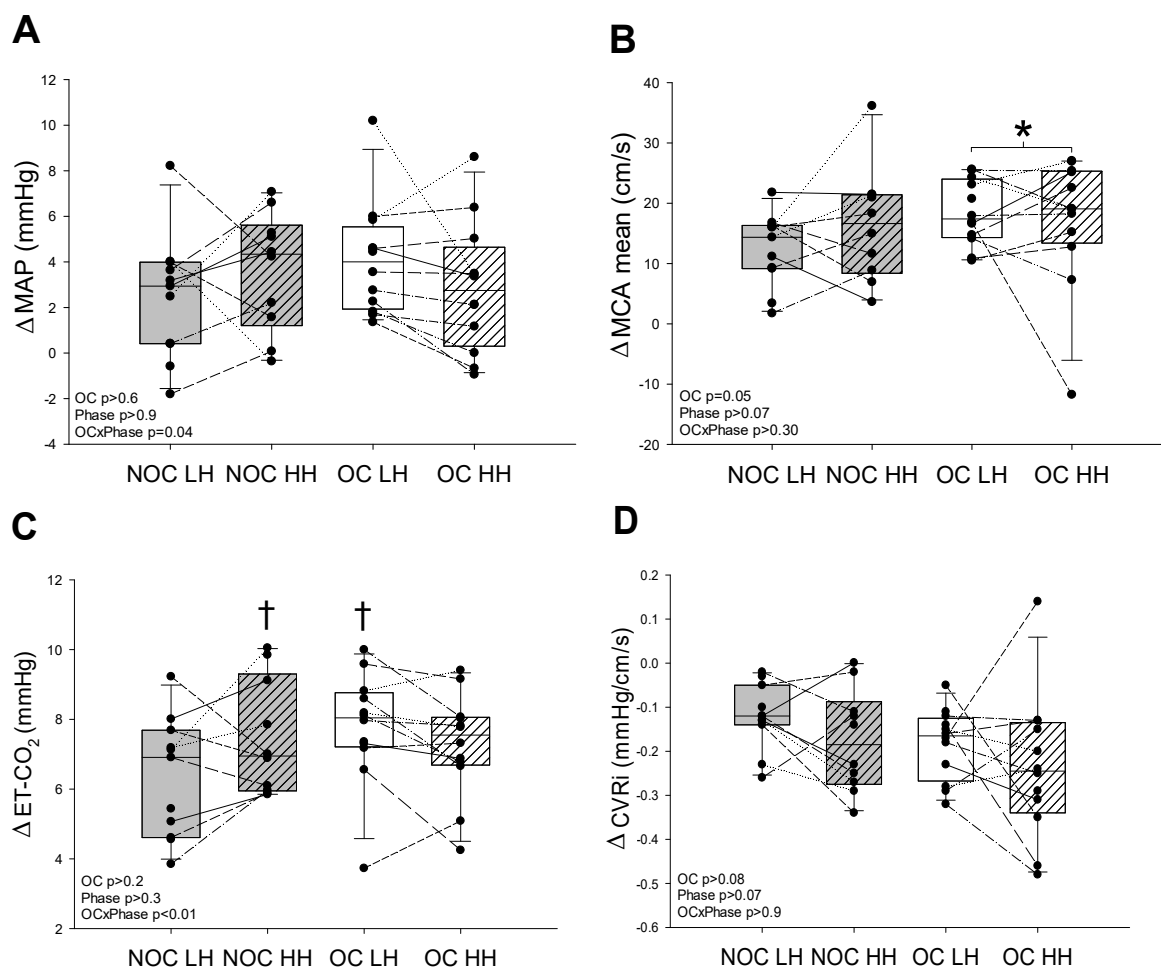 A
12
10
8
6
4
2
0
-2
-4
ΔMAP (mmHg)
OC p>0.6
Phase p>0.9
OCxPhase p=0.04
NOC LH NOC HH OC LH OC HH
B
40
30
20
10
0
-10
-20
ΔMCA mean (cm/s)
*
OC p=0.05
Phase p>0.07
OCxPhase p>0.30
NOC LH NOC HH OC LH OC HH
C
12
10
8
6
4
2
ΔET-CO₂ (mmHg)
† †
OC p>0.2
Phase p>0.3
OCxPhase p<0.01
NOC LH NOC HH OC LH OC HH
D
0.2
0.1
0.0
-0.1
-0.2
-0.3
-0.4
-0.5
-0.6
Δ CVRi (mmHg/cm/s)
OC p>0.08
Phase p>0.07
OCxPhase p>0.9
NOC LH NOC HH OC LH OC HH